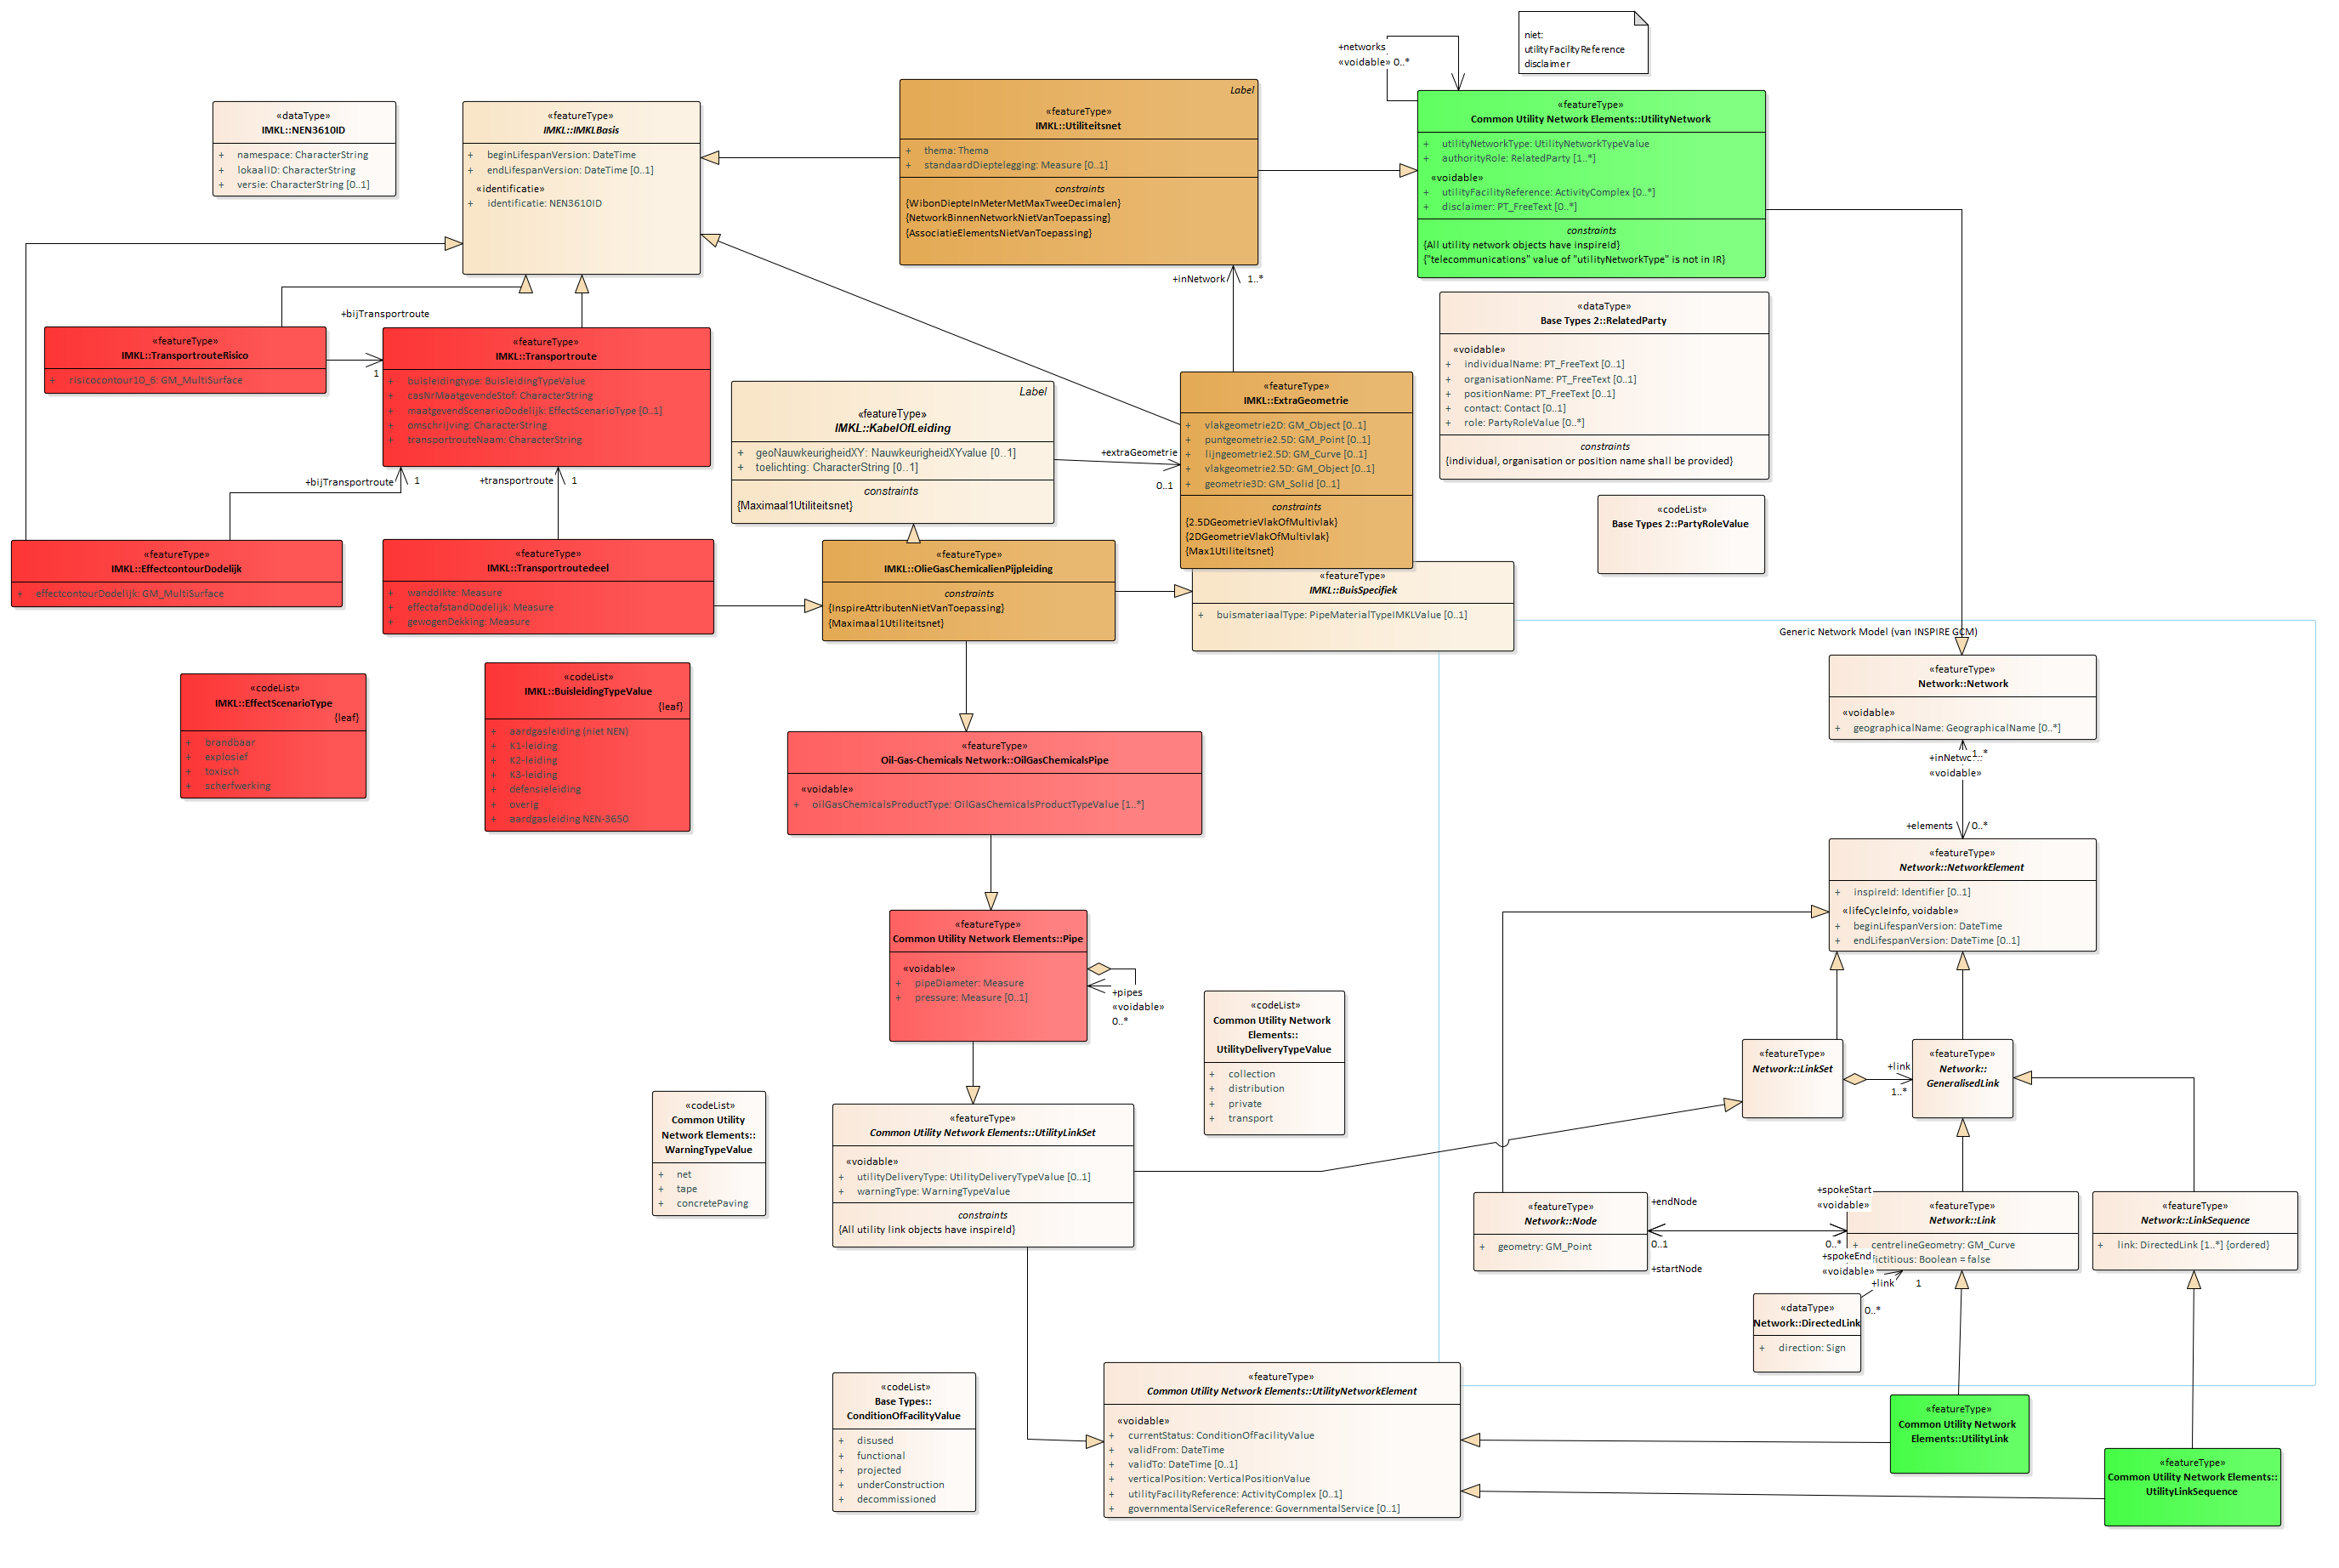 niet:
utilityFacilityReference
disclaimer
+networks
«voidable» 0..*
«dataType»
IMKL::NEN3610ID
+ namespace: CharacterString
+ lokaalID: CharacterString
+ versie: CharacterString [0..1]
«featureType»
IMKL::IMKLBasis
+ beginLifespanVersion: DateTime
+ endLifespanVersion: DateTime [0..1]
«identificatie»
+ identificatie: NEN3610ID
Label
«featureType»
IMKL::Utiliteitsnet
+ thema: Thema
+ standaardDieptelegging: Measure [0..1]
constraints
{WibonDiepteInMeterMetMaxTweeDecimalen}
{NetworkBinnenNetworkNietVanToepassing}
{AssociatieElementsNietVanToepassing}
«featureType»
Common Utility Network Elements::UtilityNetwork
+ utilityNetworkType: UtilityNetworkTypeValue
+ authorityRole: RelatedParty [1..*]
«voidable»
+ utilityFacilityReference: ActivityComplex [0..*]
+ disclaimer: PT_FreeText [0..*]
constraints
{All utility network objects have inspireId}
{"telecommunications" value of "utilityNetworkType" is not in IR}
+inNetwork 1..*
«dataType»
Base Types 2::RelatedParty
«voidable»
+ individualName: PT_FreeText [0..1]
+ organisationName: PT_FreeText [0..1]
+ positionName: PT_FreeText [0..1]
+ contact: Contact [0..1]
+ role: PartyRoleValue [0..*]
constraints
{individual, organisation or position name shall be provided}
«codeList»
Base Types 2::PartyRoleValue
+bijTransportroute
1
«featureType»
IMKL::TransportrouteRisico
+ risicocontour10_6: GM_MultiSurface
«featureType»
IMKL::Transportroute
+ buisleidingtype: BuisleidingTypeValue
+ casNrMaatgevendeStof: CharacterString
+ maatgevendScenarioDodelijk: EffectScenarioType [0..1]
+ omschrijving: CharacterString
+ transportrouteNaam: CharacterString
Label
«featureType»
IMKL::KabelOfLeiding
+ geoNauwkeurigheidXY: NauwkeurigheidXYvalue [0..1]
+ toelichting: CharacterString [0..1]
constraints
{Maximaal1Utiliteitsnet}
+extraGeometrie
0..1
«featureType»
IMKL::ExtraGeometrie
+ vlakgeometrie2D: GM_Object [0..1]
+ puntgeometrie2.5D: GM_Point [0..1]
+ lijngeometrie2.5D: GM_Curve [0..1]
+ vlakgeometrie2.5D: GM_Object [0..1]
+ geometrie3D: GM_Solid [0..1]
constraints
{2.5DGeometrieVlakOfMultivlak}
{2DGeometrieVlakOfMultivlak}
{Max1Utiliteitsnet}
+bijTransportroute 1
+transportroute 1
«featureType»
IMKL::EffectcontourDodelijk
+ effectcontourDodelijk: GM_MultiSurface
«featureType»
IMKL::Transportroutedeel
+ wanddikte: Measure
+ effectafstandDodelijk: Measure
+ gewogenDekking: Measure
«featureType»
IMKL::OlieGasChemicalienPijpleiding
constraints
{InspireAttributenNietVanToepassing}
{Maximaal1Utiliteitsnet}
«featureType»
IMKL::BuisSpecifiek
+ buismateriaalType: PipeMaterialTypeIMKLValue [0..1]
«codeList»
IMKL::EffectScenarioType
{leaf}
+ brandbaar
+ explosief
+ toxisch
+ scherfwerking
«codeList»
IMKL::BuisleidingTypeValue
{leaf}
+ aardgasleiding (niet NEN)
+ K1-leiding
+ K2-leiding
+ K3-leiding
+ defensieleiding
+ overig
+ aardgasleiding NEN-3650
«featureType»
Oil-Gas-Chemicals Network::OilGasChemicalsPipe
«voidable»
+ oilGasChemicalsProductType: OilGasChemicalsProductTypeValue [1..*]
«featureType»
Common Utility Network Elements::Pipe
«voidable»
+ pipeDiameter: Measure
+ pressure: Measure [0..1]
+pipes
«voidable»
0..*
«codeList»
Common Utility Network
Elements::
UtilityDeliveryTypeValue
+ collection
+ distribution
+ private
+ transport
«codeList»
Common Utility
Network Elements::
WarningTypeValue
+ net
+ tape
+ concretePaving
«featureType»
Common Utility Network Elements::UtilityLinkSet
«voidable»
+ utilityDeliveryType: UtilityDeliveryTypeValue [0..1]
+ warningType: WarningTypeValue
constraints
{All utility link objects have inspireId}
Generic Network Model (van INSPIRE GCM)
«featureType»
Network::Network
«voidable»
+ geographicalName: GeographicalName [0..*]
1..*
«voidable»
+elements 0..*
«featureType»
Network::NetworkElement
+ inspireId: Identifier [0..1]
«lifeCycleInfo, voidable»
+ beginLifespanVersion: DateTime
+ endLifespanVersion: DateTime [0..1]
«featureType»
Network::LinkSet
+link
1..*
«featureType»
Network::
GeneralisedLink
«featureType»
Network::Node
+ geometry: GM_Point
+endNode
0..1
+startNode
+spokeStart
«voidable»
0..*
+spokeEnd
«voidable»
«featureType»
Network::Link
+ centrelineGeometry: GM_Curve
fictitious: Boolean = false
«featureType»
Network::LinkSequence
+ link: DirectedLink [1..*] {ordered}
+link 1
0..*
«dataType»
Network::DirectedLink
+ direction: Sign
«codeList»
Base Types::
ConditionOfFacilityValue
+ disused
+ functional
+ projected
+ underConstruction
+ decommissioned
«featureType»
Common Utility Network Elements::UtilityNetworkElement
«voidable»
+ currentStatus: ConditionOfFacilityValue
+ validFrom: DateTime
+ validTo: DateTime [0..1]
+ verticalPosition: VerticalPositionValue
+ utilityFacilityReference: ActivityComplex [0..1]
+ governmentalServiceReference: GovernmentalService [0..1]
«featureType»
Common Utility Network
Elements::UtilityLink
«featureType»
Common Utility Network Elements::
UtilityLinkSequence